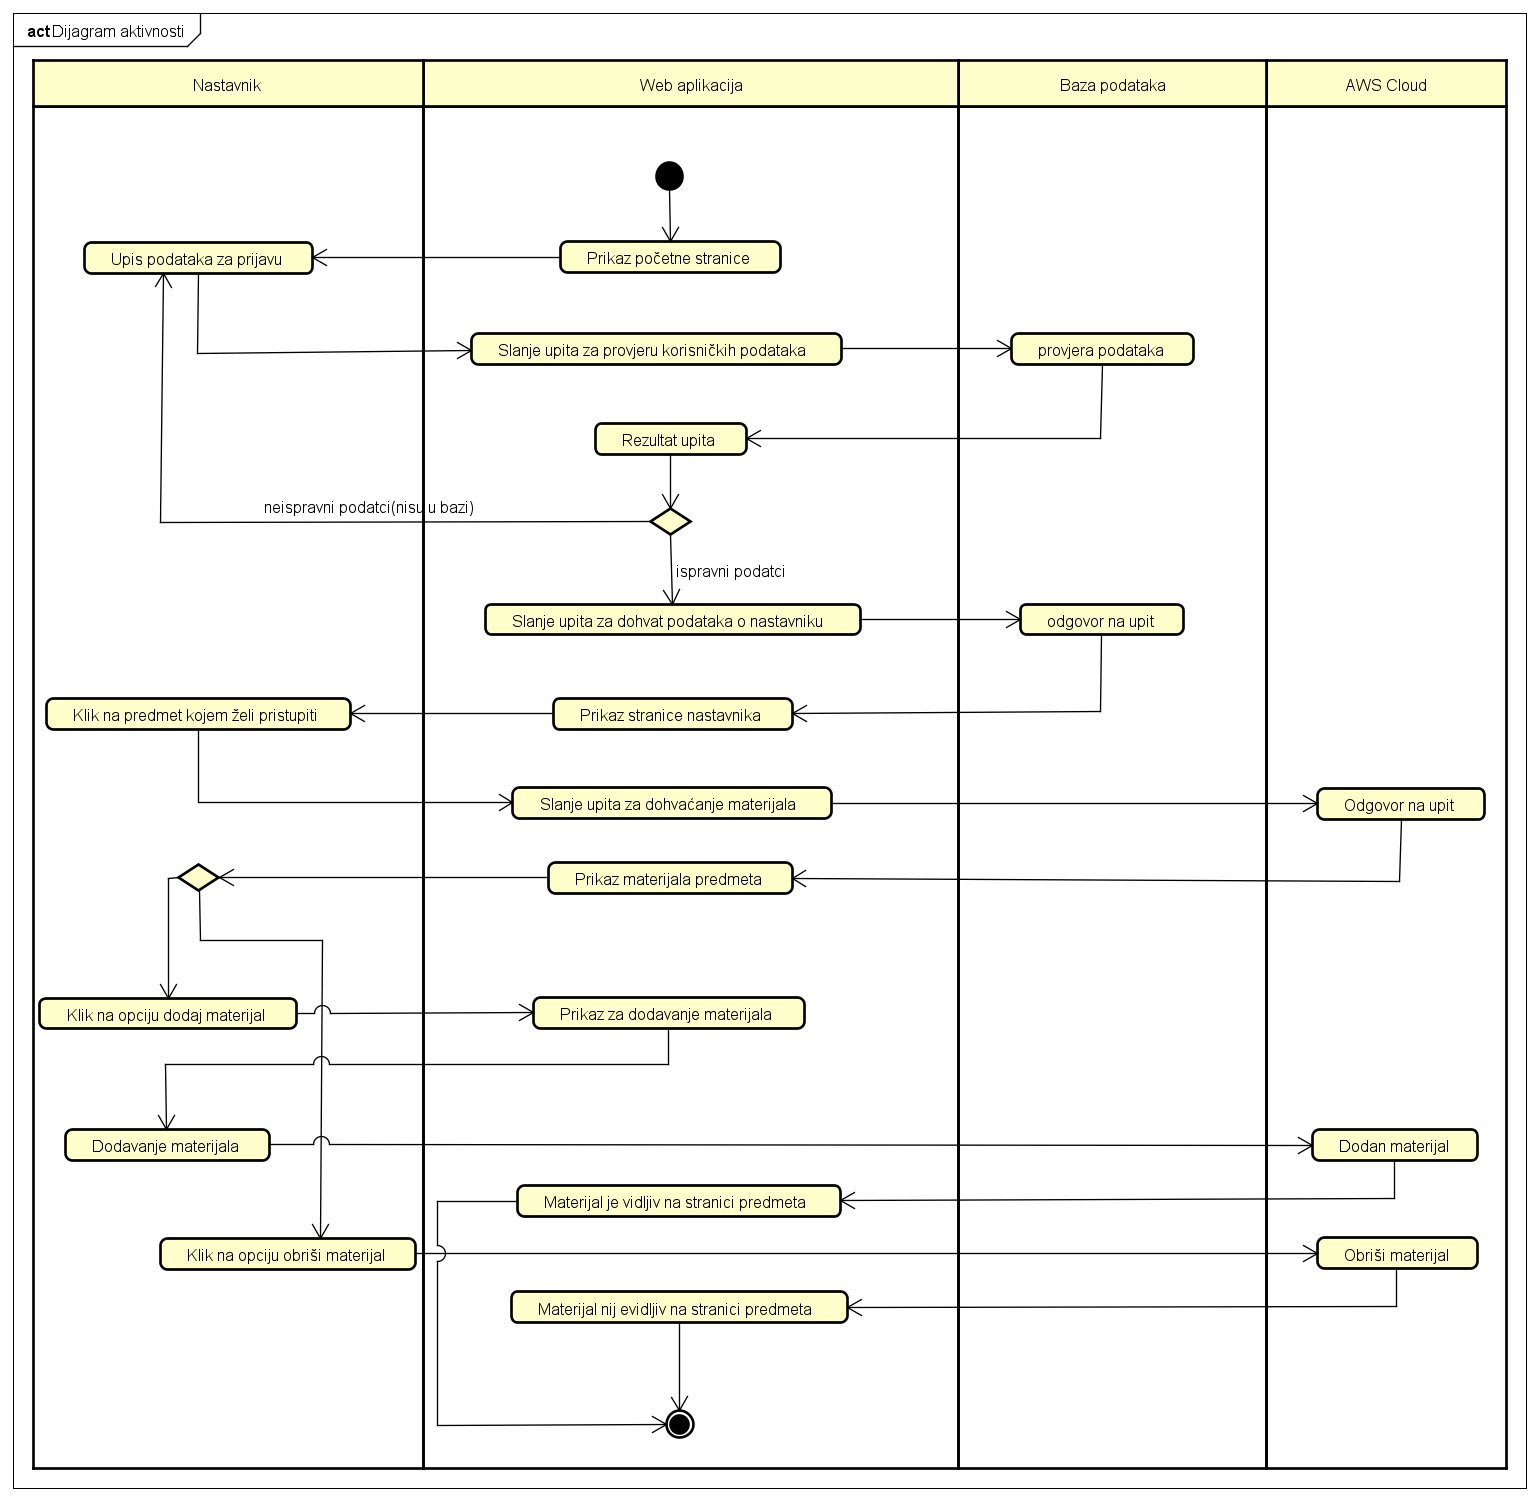 act Dijagram aktivnosti
Nastavnik
Web aplikacija
Baza podataka
AWS Cloud
Upis podataka za prijavu
Prikaz početne stranice
Slanje upita za provjeru korisničkih podataka
provjera podataka
Rezultat upita
neispravni podatci(nisu u bazi)
ispravni podatci
Slanje upita za dohvat podataka o nastavniku
odgovor na upit
Klik na predmet kojem želi pristupiti
Prikaz stranice nastavnika
Slanje upita za dohvaćanje materijala
Odgovor na upit
Prikaz materijala predmeta
Klik na opciju dodaj materijal
Prikaz za dodavanje materijala
Dodavanje materijala
Dodan materijal
Materijal je vidljiv na stranici predmeta
Klik na opciju obriši materijal
Obriši materijal
Materijal nij evidljiv na stranici predmeta